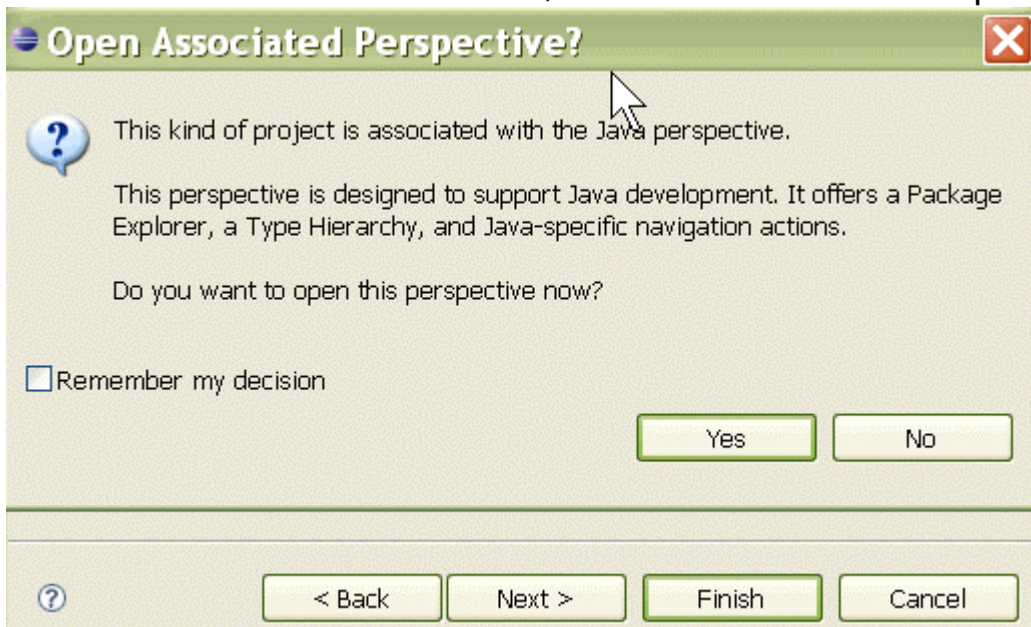 Open Associated Perspective?
This kind of project is associated with the Java perspective.
This perspective is designed to support Java development. It offers a Package
Explorer, a Type Hierarchy, and Java-specific navigation actions.
Do you want to open this perspective now?
Remember my decision
Yes No
< Back Next > Finish Cancel